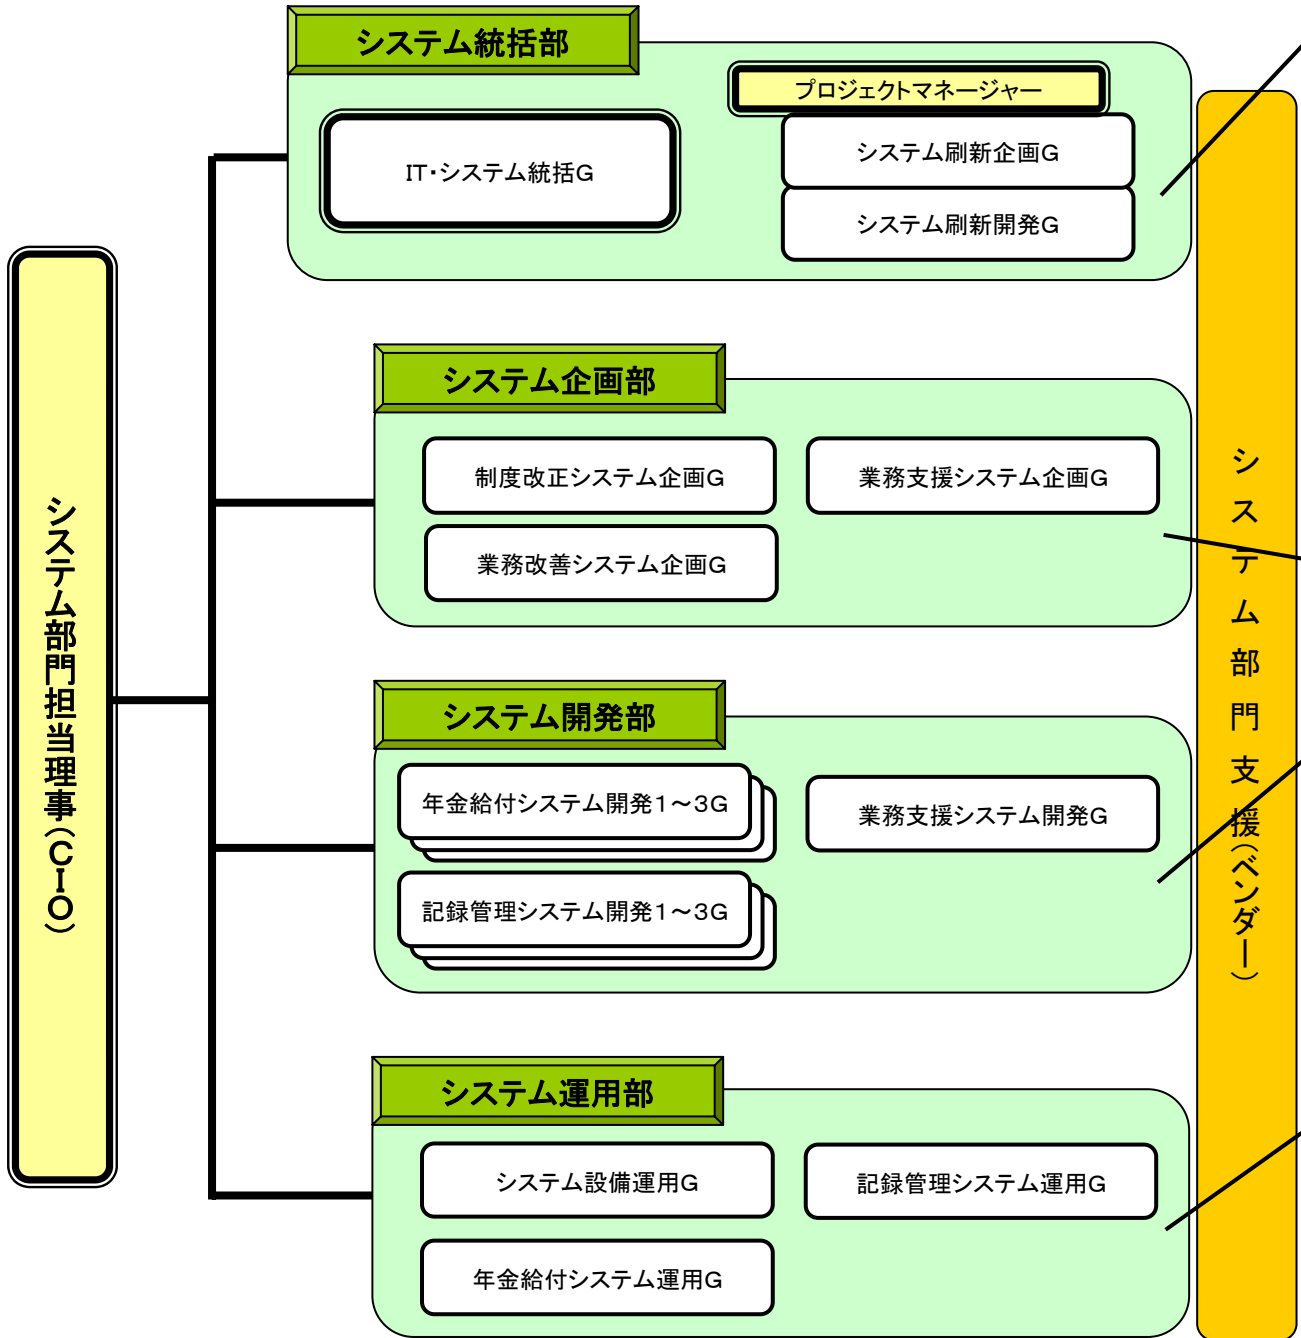 システム統括部
プロジェクトマネージャー
IT・システム統括G
システム刷新企画G
システム刷新開発G
システム部門担当理事(CIO)
システム企画部
制度改正システム企画G
業務支援システム企画G
業務改善システム企画G
システム開発部
年金給付システム開発1～3G
業務支援システム開発G
記録管理システム開発1～3G
システム運用部
システム設備運用G
記録管理システム運用G
年金給付システム運用G
システム部門支援(ベンダー)